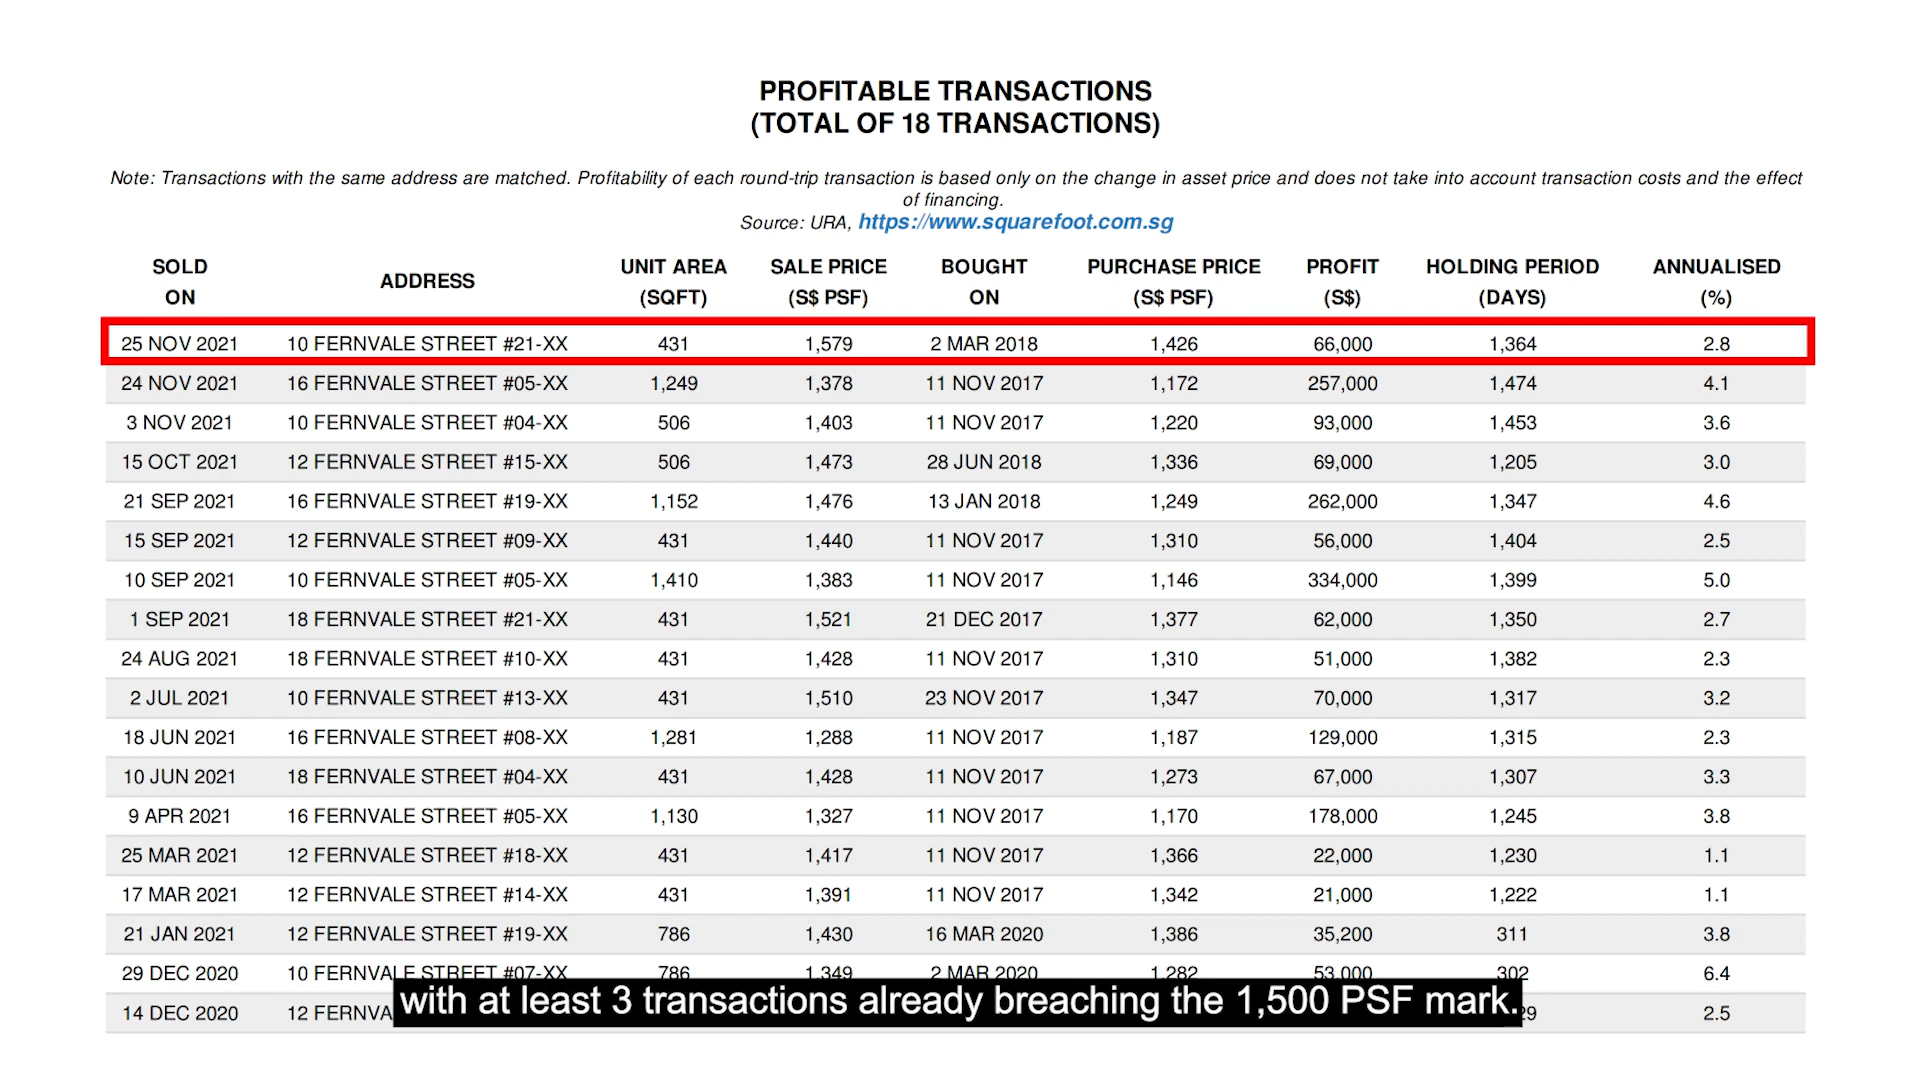 PROFITABLE TRANSACTIONS
(TOTAL OF 18 TRANSACTIONS)
Note: Transactions with the same address are matched. Profitability of each round-trip transaction is based only on the change in asset price and does not take into account transaction costs and the effect
of financing.
Source: URA, https://www.squarefoot.com.sg
SOLD ON ADDRESS UNIT AREA (SQFT) SALE PRICE (S$ PSF) BOUGHT ON PURCHASE PRICE (S$ PSF) PROFIT (S$) HOLDING PERIOD (DAYS) ANNUALISED (%)
25 NOV 2021 10 FERNVALE STREET #21-XX 431 1,579 2 MAR 2018 1,426 66,000 1,364 2.8
24 NOV 2021 16 FERNVALE STREET #05-XX 1,249 1,378 11 NOV 2017 1,172 257,000 1,474 4.1
3 NOV 2021 10 FERNVALE STREET #04-XX 506 1,403 11 NOV 2017 1,220 93,000 1,453 3.6
15 OCT 2021 12 FERNVALE STREET #15-XX 506 1,473 28 JUN 2018 1,336 69,000 1,205 3.0
21 SEP 2021 16 FERNVALE STREET #19-XX 1,152 1,476 13 JAN 2018 1,249 262,000 1,347 4.6
15 SEP 2021 12 FERNVALE STREET #09-XX 431 1,440 11 NOV 2017 1,310 56,000 1,404 2.5
10 SEP 2021 10 FERNVALE STREET #05-XX 1,410 1,383 11 NOV 2017 1,146 334,000 1,399 5.0
1 SEP 2021 18 FERNVALE STREET #21-XX 431 1,521 21 DEC 2017 1,377 62,000 1,350 2.7
24 AUG 2021 18 FERNVALE STREET #10-XX 431 1,428 11 NOV 2017 1,310 51,000 1,382 2.3
2 JUL 2021 10 FERNVALE STREET #13-XX 431 1,510 23 NOV 2017 1,347 70,000 1,317 3.2
18 JUN 2021 16 FERNVALE STREET #08-XX 1,281 1,288 11 NOV 2017 1,187 129,000 1,315 2.3
10 JUN 2021 18 FERNVALE STREET #04-XX 431 1,428 11 NOV 2017 1,273 67,000 1,307 3.3
9 APR 2021 16 FERNVALE STREET #05-XX 1,130 1,327 11 NOV 2017 1,170 178,000 1,245 3.8
25 MAR 2021 12 FERNVALE STREET #18-XX 431 1,417 11 NOV 2017 1,366 22,000 1,230 1.1
17 MAR 2021 12 FERNVALE STREET #14-XX 431 1,391 11 NOV 2017 1,342 21,000 1,222 1.1
21 JAN 2021 12 FERNVALE STREET #19-XX 786 1,430 16 MAR 2020 1,386 35,200 311 3.8
29 DEC 2020 10 FERNVALE STREET #07-XX 786 1,349 2 MAR 2020 1,282 53,000 302 6.4
14 DEC 2020 12 2.5
with at least 3 transactions already breaching the 1,500 PSF mark.